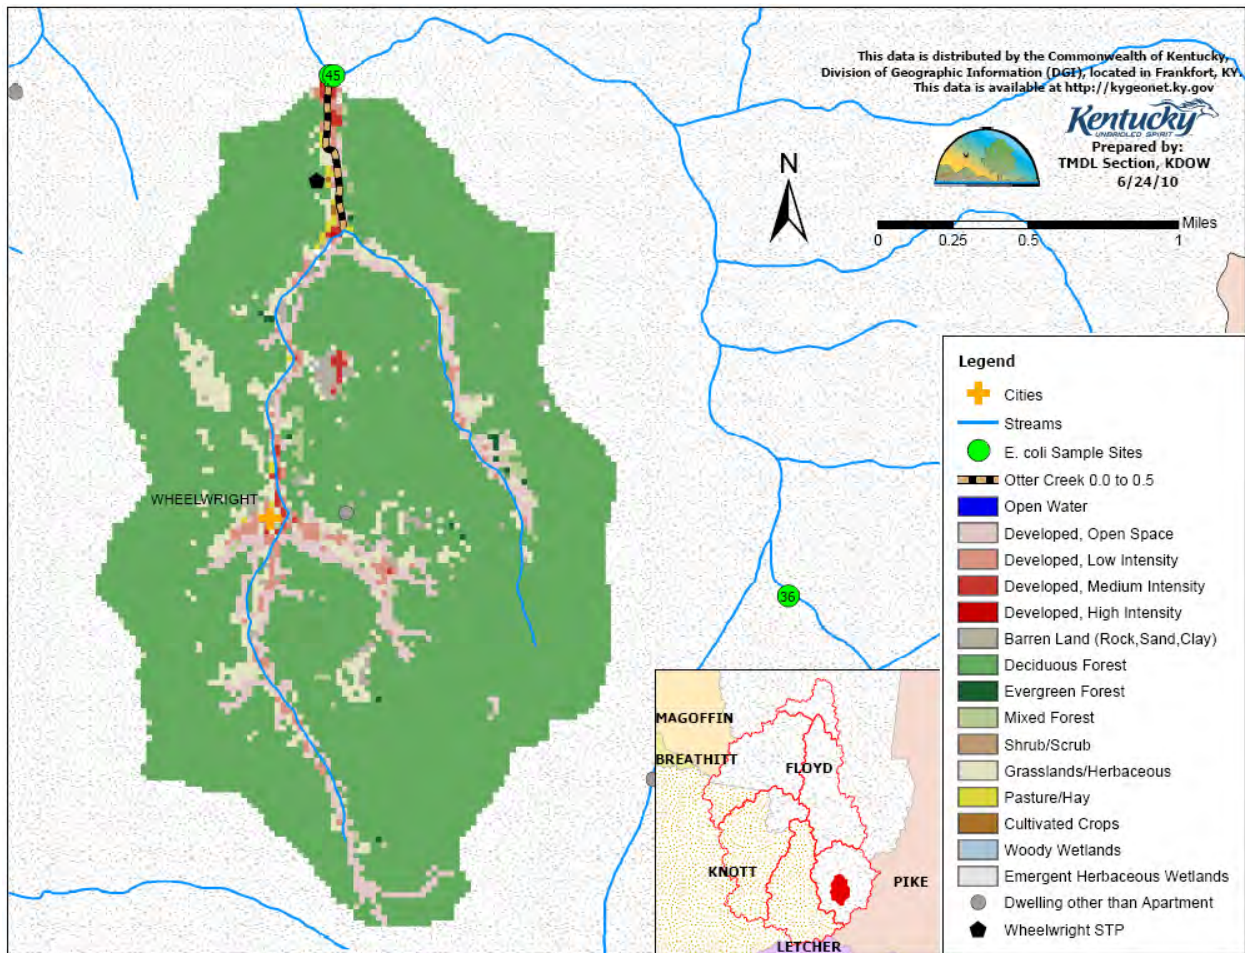 45
This data is distributed by the Commonwealth of Kentucky,
Division of Geographic Information (DGI), located in Frankfort, KY.
This data is available at http://kygeonet.ky.gov
Kentucky
UNBRIDLED SPIRIT
Prepared by:
TMDL Section, KDOW
6/24/10
N
Miles
0 0.25 0.5 1
WHEELWRIGHT
36
Legend
Cities
Streams
E. coli Sample Sites
Otter Creek 0.0 to 0.5
Open Water
Developed, Open Space
Developed, Low Intensity
Developed, Medium Intensity
Developed, High Intensity
Barren Land (Rock,Sand,Clay)
Deciduous Forest
Evergreen Forest
Mixed Forest
Shrub/Scrub
Grasslands/Herbaceous
Pasture/Hay
Cultivated Crops
Woody Wetlands
Emergent Herbaceous Wetlands
Dwelling other than Apartment
Wheelwright STP
MAGOFFIN
BREATHITT
FLOYD
KNOTT
PIKE
LETCHER